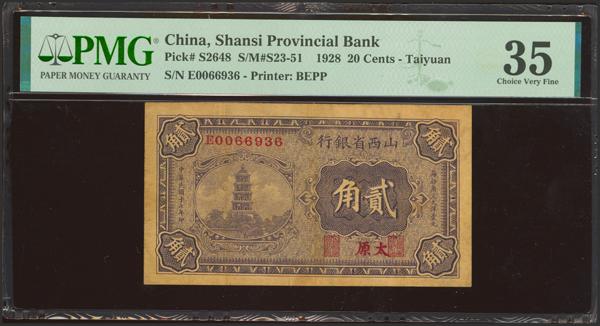 PMG
PAPER MONEY GUARANTY
China, Shansi Provincial Bank
Pick# S2648 S/M#S23-51 1928 20 Cents - Taiyuan
S/N E0066936 - Printer: BEPP
35
Choice Very Fine
貳
貳
E0066936
行銀省西山
角貳
原太
貳
貳